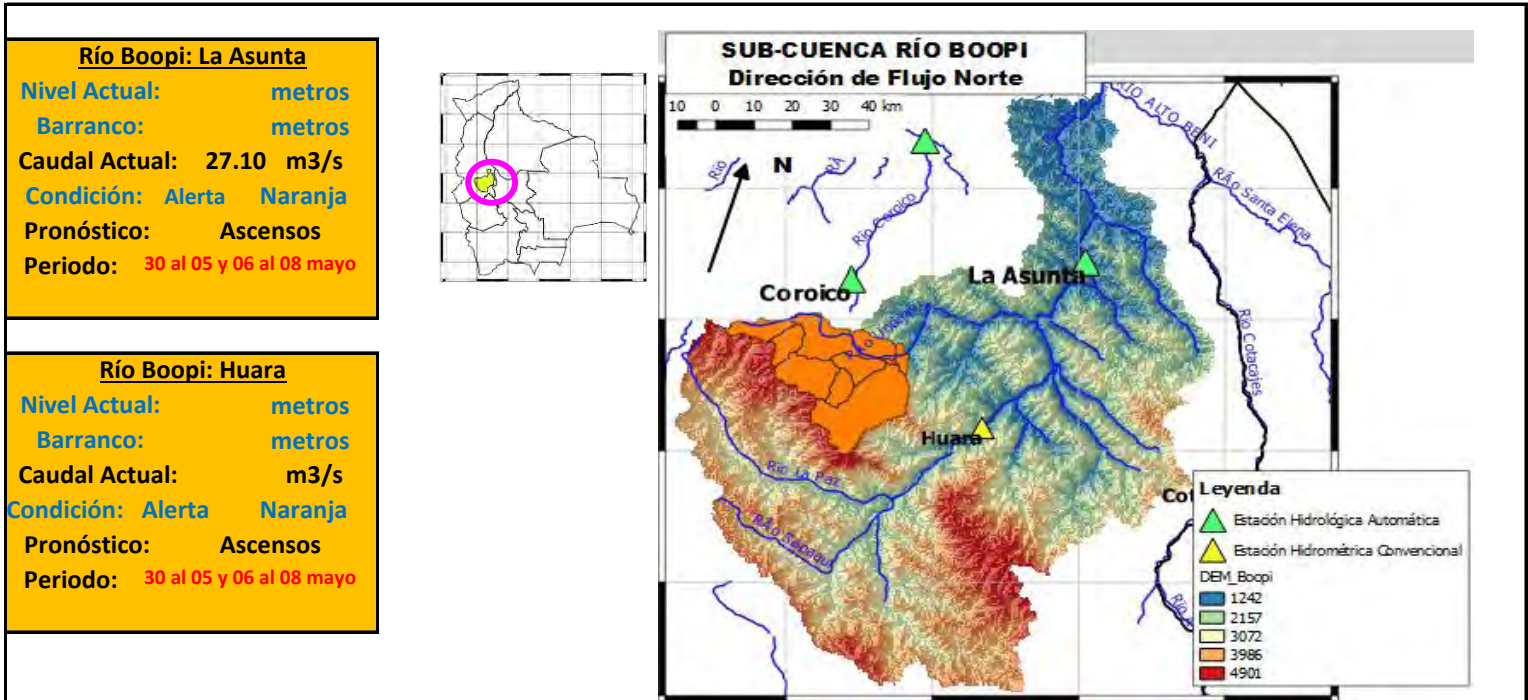 Río Boopi: La Asunta
Nivel Actual: metros
Barranco: metros
Caudal Actual: 27.10 m3/s
Condición: Alerta Naranja
Pronóstico: Ascensos
Periodo: 30 al 05 y 06 al 08 mayo
Río Boopi: Huara
Nivel Actual: metros
Barranco: metros
Caudal Actual: m3/s
Condición: Alerta Naranja
Pronóstico: Ascensos
Periodo: 30 al 05 y 06 al 08 mayo
SUB-CUENCA RÍO BOOPI
Dirección de Flujo Norte
10 0 10 20 30 40 km
N
RÍO ALTO BENI
RÃo Santa Elena
Río
RÃ
Río Coroico
Coroico
La Asunta
Río Cotacajes
Huara
Río La Paz
RÃo Sapaqui
Cot
Leyenda
Estación Hidrológica Automática
Estación Hidrométrica Convencional
DEM_Boopi
1242
2157
3072
3986
4901